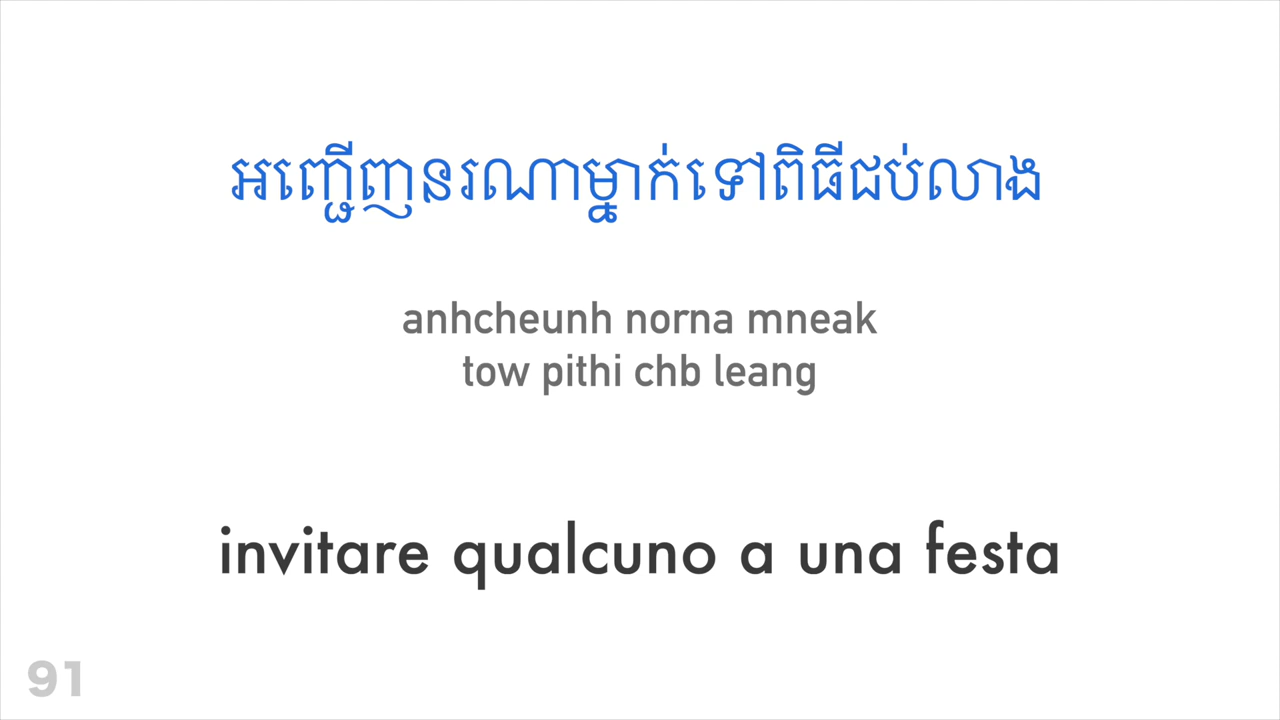 អញ្ជើញនរណាម្នាក់ទៅពិធីជប់លាង
anhcheunh norna mneak
tow pithi chb leang
invitare qualcuno a una festa
91